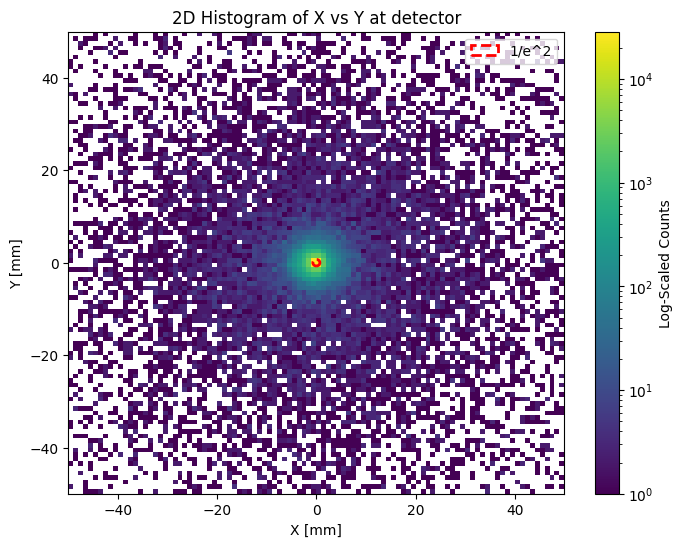 2D Histogram of X vs Y at detector
1/e^2
40
20
0
−20
−40
Y [mm]
−40 −20 0 20 40
X [mm]
10^4
10^3
10^2
10^1
10^0
Log-Scaled Counts